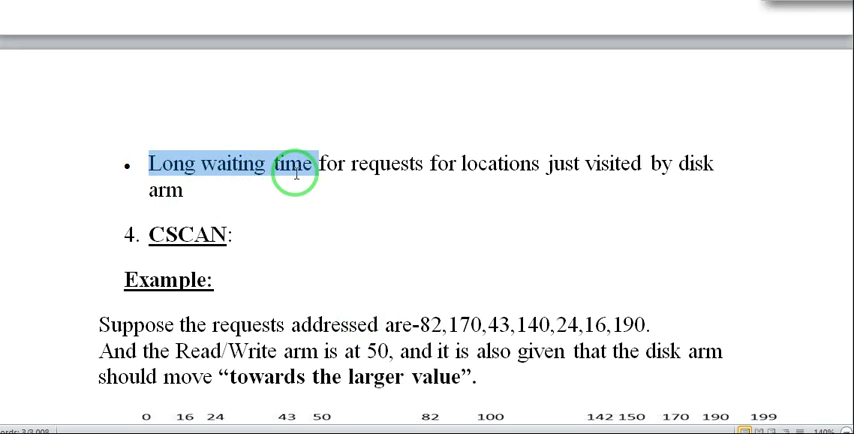 • Long waiting time for requests for locations just visited by disk
arm
4. CSCAN:
Example:
Suppose the requests addressed are-82,170,43,140,24,16,190.
And the Read/Write arm is at 50, and it is also given that the disk arm
should move “towards the larger value”.
0 16 24 43 50 82 100 142 150 170 190 199
140%